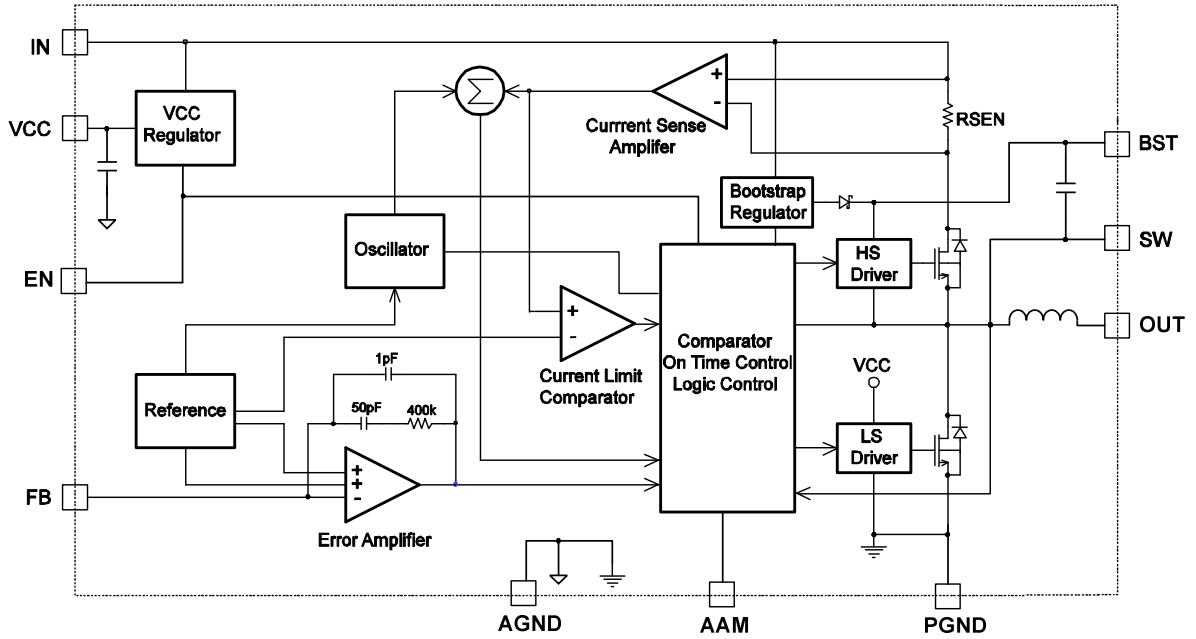 IN
VCC
Regulator
VCC
Σ
+
-
Currrent Sense
Amplifer
RSEN
BST
Bootstrap
Regulator
Oscillator
EN
HS
Driver
SW
+
-
Current Limit
Comparator
Comparator
On Time Control
Logic Control
OUT
1pF
50pF
400k
VCC
Reference
LS
Driver
FB
+
+
-
Error Amplifier
AGND
AAM
PGND